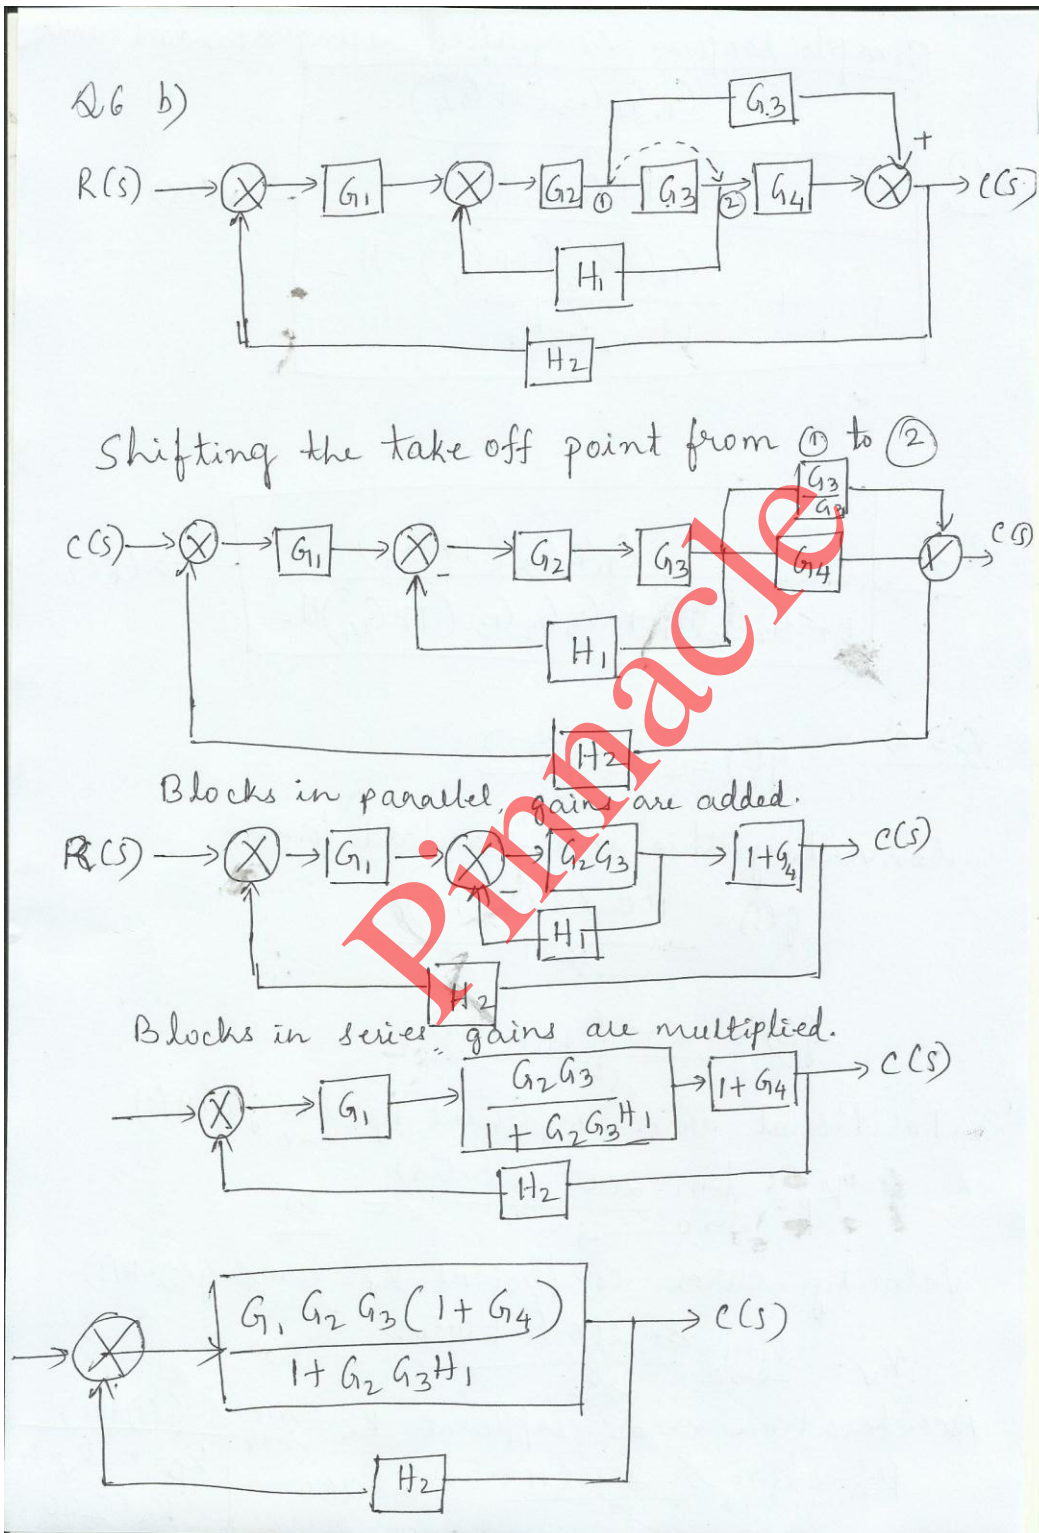 Q6 b)
G3
+
R(s) G1 G2 ① G3 ② G4 C(s)
H1
H2
Shifting the take off point from ① to ②
G3
G3
C(s) G1 G2 G3 G4 C(s)
-
H1
H2
Blocks in parallel, gains are added.
R(s) G1 G2G3 1+G4 C(s)
-
H1
H2
Blocks in series, gains are multiplied.
G1 G2G3 1+G4 C(s)
1+G2G3H1
H2
G1 G2 G3(1+G4) C(s)
1+G2 G3H1
H2
Pinnacle